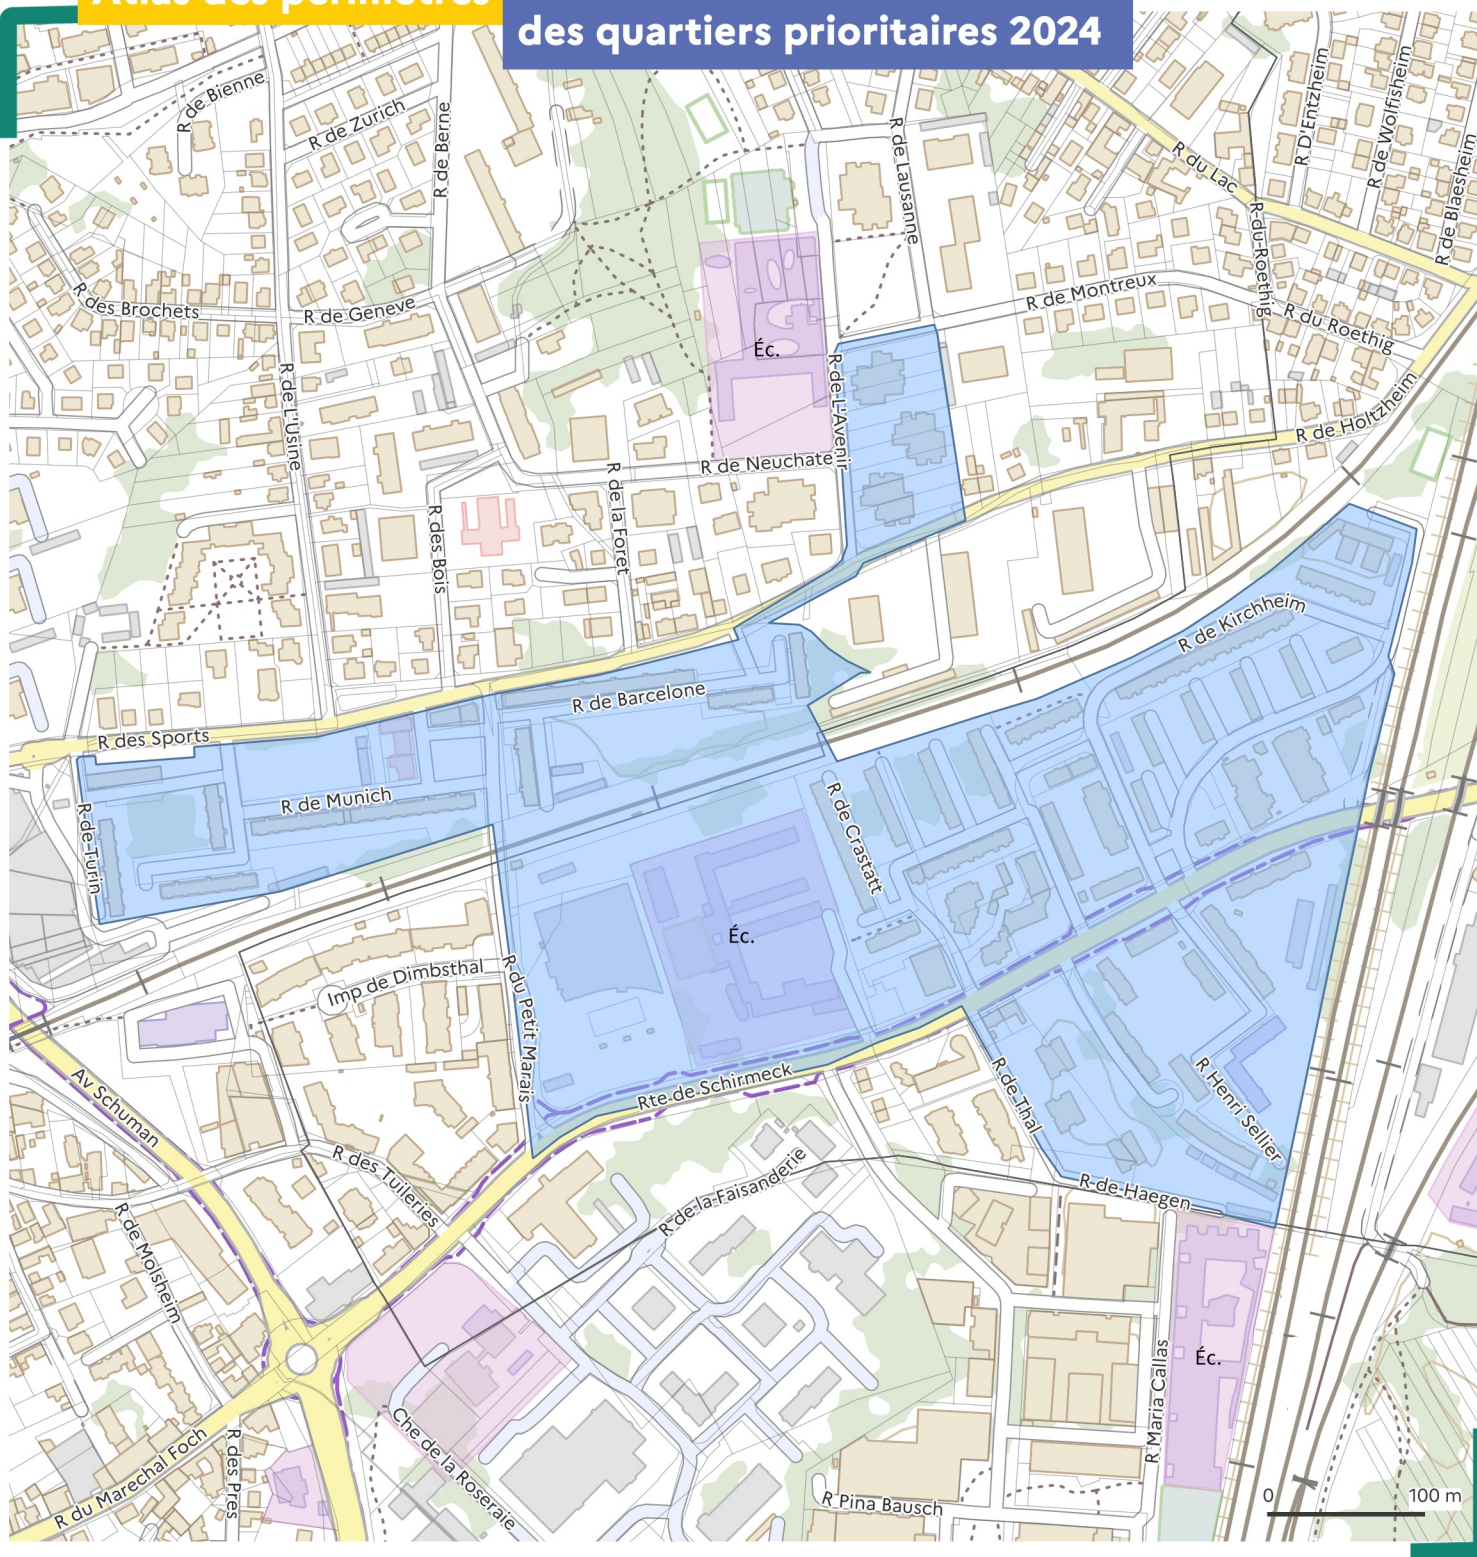 Atlas des périmètres
des quartiers prioritaires 2024
R de Bienne
R de Zurich
R de Berne
R de Lausanne
R du Lac
R D'Entzheim
R de Wolfisheim
R de Blaesheim
R du Roethig
R de Montreux
R du Roethig
R des Brochets
R de Geneve
Éc.
R de L'Usine
R de L'Avenir
R de Holtzheim
R de Neuchatel
R de la Foret
R des Bois
R de Kirchheim
R de Barcelone
R des Sports
R de Munich
R de Turin
R de Crastatt
Éc.
Imp de Dimbsthal
R du Petit Marais
Av Schuman
Rte de Schirmeck
R de Thal
R Henri Sellier
R des Tuileries
R de la Faisanderie
R de Haegen
R de Molsheim
Éc.
R Maria Callas
Che de la Roseraie
R du Marechal Foch
R des Pres
R Pina Bausch
0 100 m